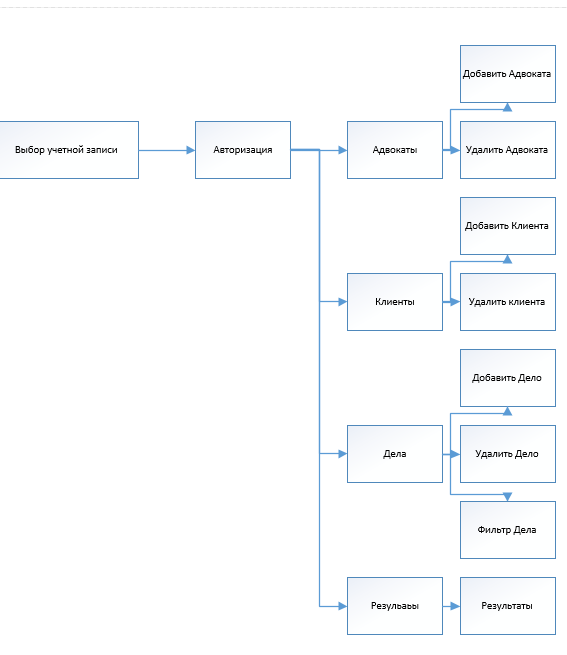 Добавить Адвоката
Выбор учетной записи
Авторизация
Адвокаты
Удалить Адвоката
Добавить Клиента
Клиенты
Удалить клиента
Добавить Дело
Дела
Удалить Дело
Фильтр Дела
Резульаьы
Результаты